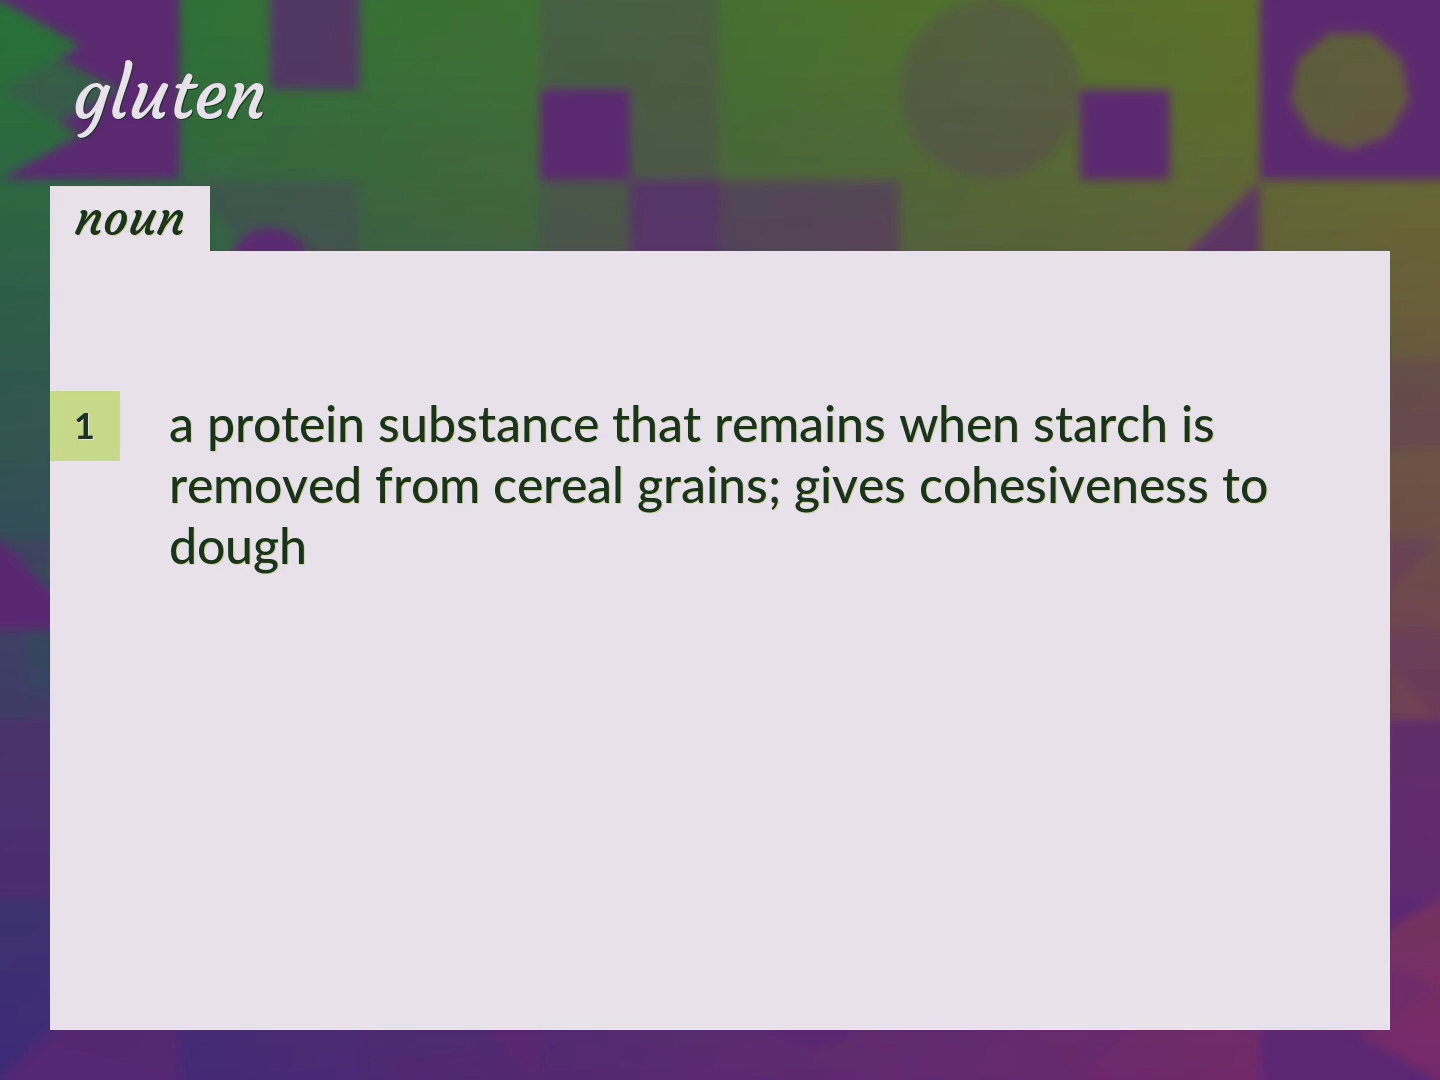 gluten
noun
1
a protein substance that remains when starch is
removed from cereal grains; gives cohesiveness to
dough